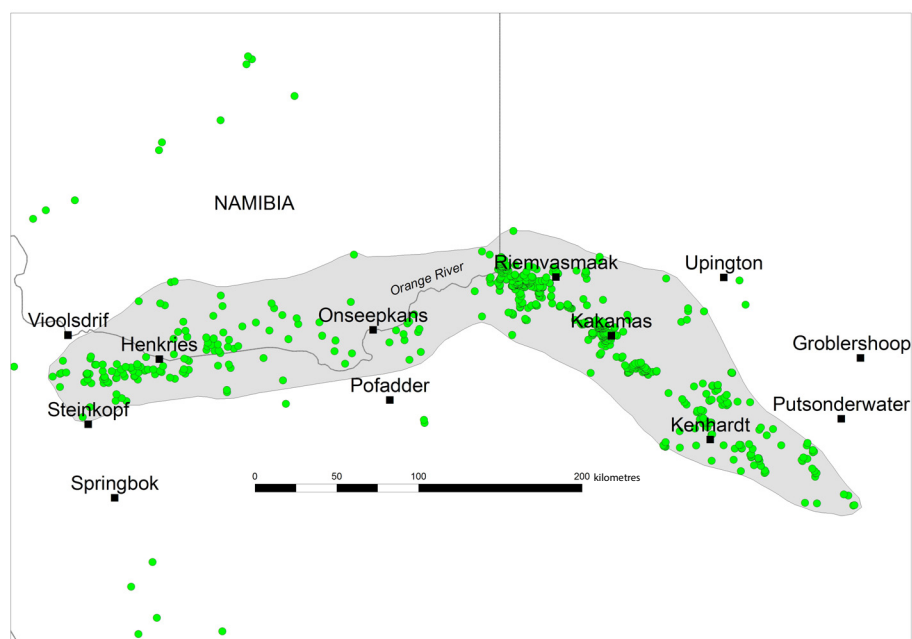 NAMIBIA
Orange River
Riemvasmaak
Upington
Vioolsdrif
Onseepkans
Kakamas
Henkries
Groblershoop
Pofadder
Steinkopf
Putsonderwater
Kenhardt
Springbok
0 50 100 200 kilometres